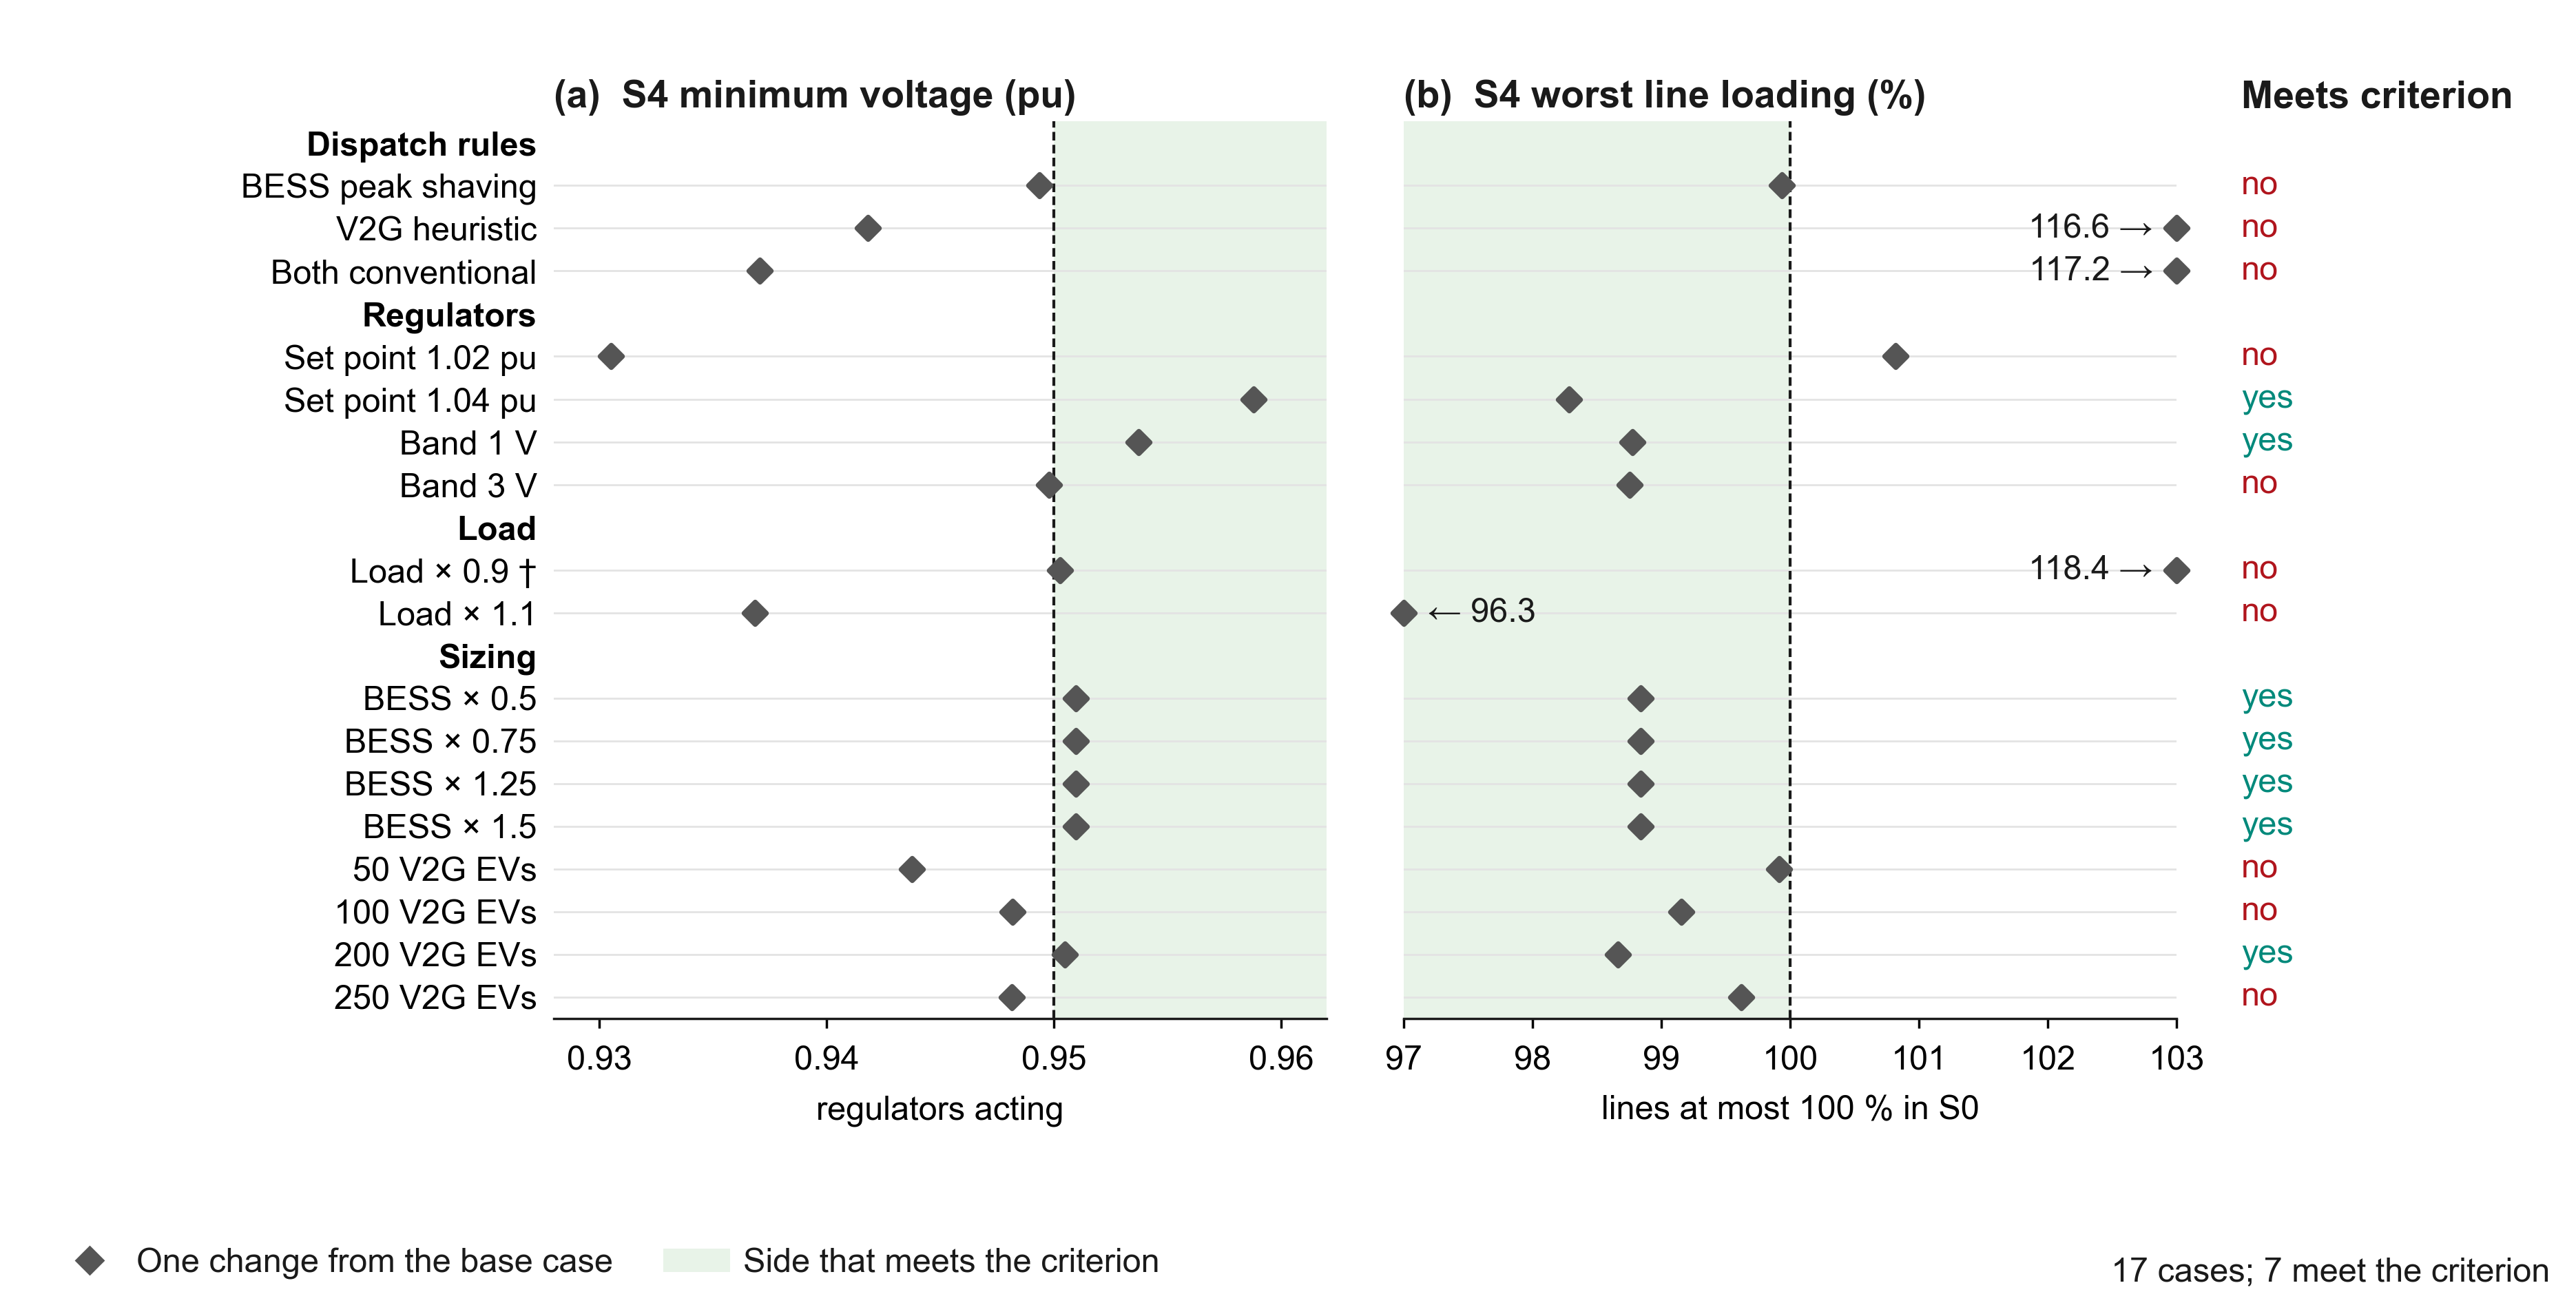 (a) S4 minimum voltage (pu)
(b) S4 worst line loading (%)
Meets criterion
Dispatch rules
BESS peak shaving no
V2G heuristic 116.6 → no
Both conventional 117.2 → no
Regulators
Set point 1.02 pu no
Set point 1.04 pu yes
Band 1 V yes
Band 3 V no
Load
Load × 0.9 † 118.4 → no
Load × 1.1 ← 96.3 no
Sizing
BESS × 0.5 yes
BESS × 0.75 yes
BESS × 1.25 yes
BESS × 1.5 yes
50 V2G EVs no
100 V2G EVs no
200 V2G EVs yes
250 V2G EVs no
0.93 0.94 0.95 0.96
97 98 99 100 101 102 103
regulators acting
lines at most 100 % in S0
One change from the base case
Side that meets the criterion
17 cases; 7 meet the criterion